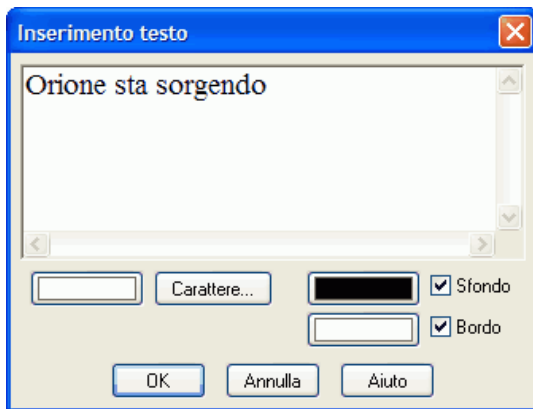 Inserimento testo
Orione sta sorgendo
Carattere...
Sfondo
Bordo
OK
Annulla
Aiuto